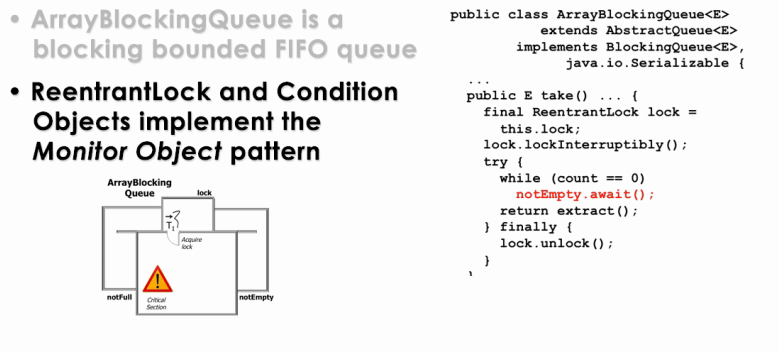 • ArrayBlockingQueue is a
blocking bounded FIFO queue
• ReentrantLock and Condition
Objects implement the
Monitor Object pattern
ArrayBlocking
Queue
lock
T1
Acquire
lock
Critical
Section
notFull
notEmpty
public class ArrayBlockingQueue<E>
extends AbstractQueue<E>
implements BlockingQueue<E>,
java.io.Serializable {
...
public E take() ... {
final ReentrantLock lock =
this.lock;
lock.lockInterruptibly();
try {
while (count == 0)
notEmpty.await();
return extract();
} finally {
lock.unlock();
}